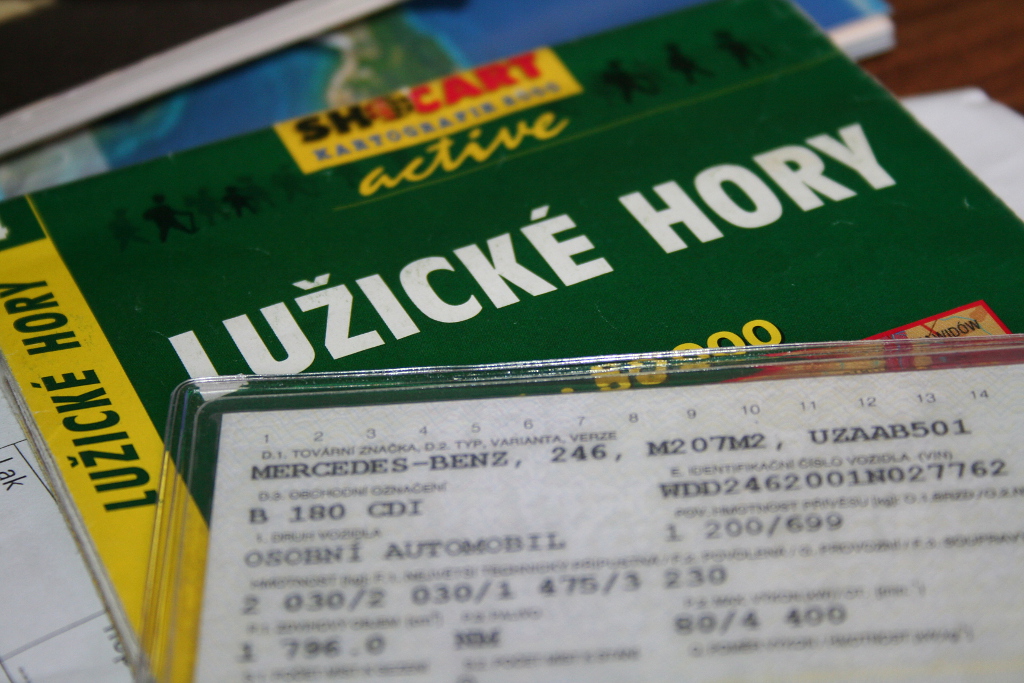 SHOCART
KARTOGRAFIE
active
LUŽICKÉ HORY
LUŽICKÉ HORY
1 2 3 4 5 6 7 8 9 10 11 12 13 14
D.1. TOVÁRNÍ ZNAČKA, D.2. TYP, VARIANTA, VERZE
MERCEDES-BENZ, 246, M207M2, UZAAB501
D.3. OBCHODNÍ OZNAČENÍ
E. IDENTIFIKAČNÍ ČÍSLO VOZIDLA (VIN)
B 180 CDI
WDD2462001N027762
1. DRUH VOZIDLA
1 200/699
OSOBNÍ AUTOMOBIL
2 030/2 030/1 475/3 230
1 796.0
NM
80/4 400
Lak